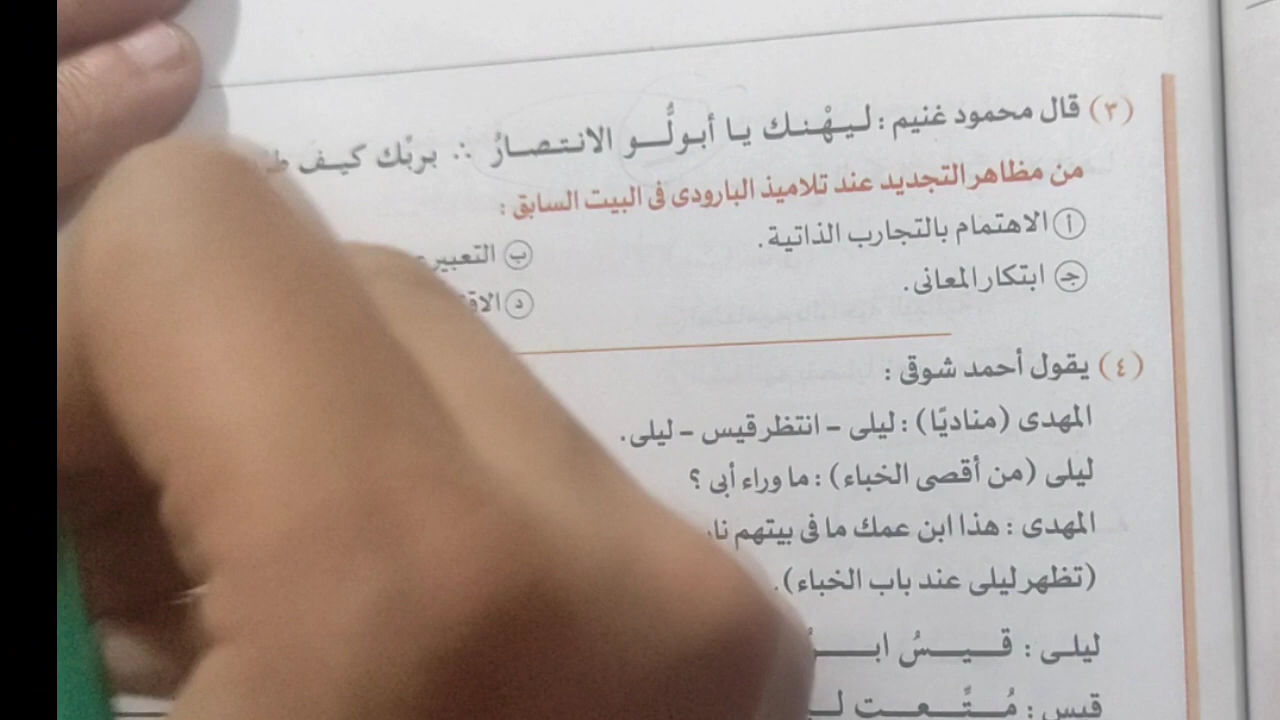 (٣) قال محمود غنيم : ليهْنك يا أبولُّو الانتصارُ ∴ بربِّك كيف
من مظاهر التجديد عند تلاميذ البارودى فى البيت السابق :
أ الاهتمام بالتجارب الذاتية.
ب التعبير
جـ ابتكار المعانى.
د
(٤) يقول أحمد شوقى :
المهدى (مناديًا) : ليلى – انتظر قيس – ليلى.
ليلى (من أقصى الخباء) : ما وراء أبى ؟
المهدى : هذا ابن عمك ما فى بيتهم
(تظهر ليلى عند باب الخباء).
ليلى : قيسُ
قيس : مُتِّعت